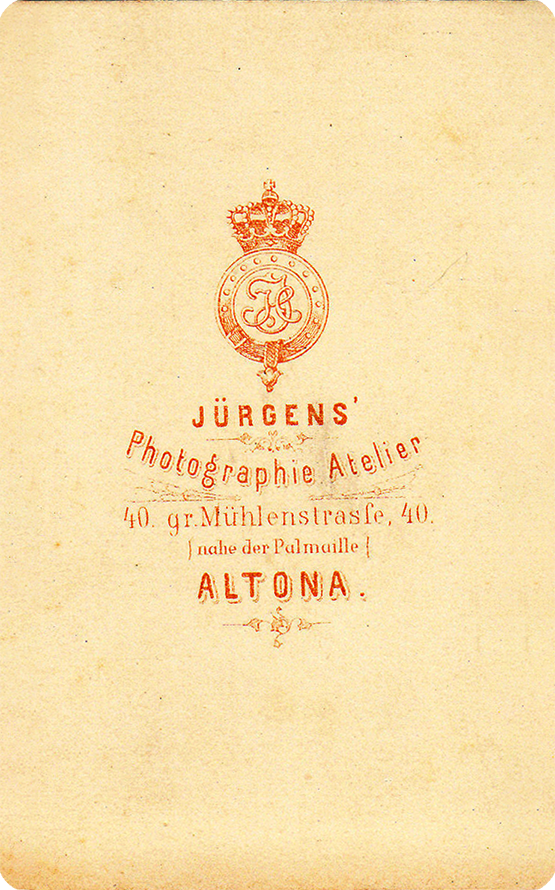 JÜRGENS'
Photographie Atelier
40. gr. Mühlenstrasſe, 40.
(nahe der Palmaille)
ALTONA.